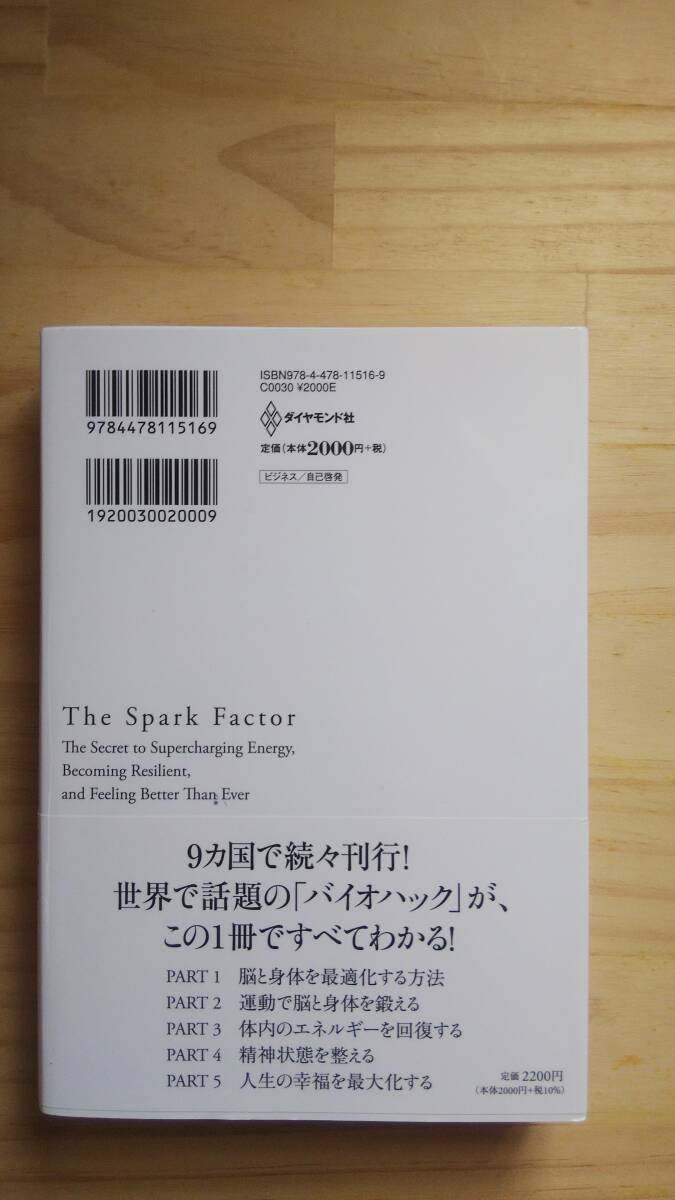 ISBN978-4-478-11516-9
C0030 ¥2000E
9784478115169
ダイヤモンド社
定価(本体2000円+税)
ビジネス/自己啓発
1920030020009
The Spark Factor
The Secret to Supercharging Energy,
Becoming Resilient,
and Feeling Better Than Ever
9カ国で続々刊行!
世界で話題の「バイオハック」が、
この1冊ですべてわかる!
PART 1 脳と身体を最適化する方法
PART 2 運動で脳と身体を鍛える
PART 3 体内のエネルギーを回復する
PART 4 精神状態を整える
PART 5 人生の幸福を最大化する
定価 2200円
(本体2000円+税10%)